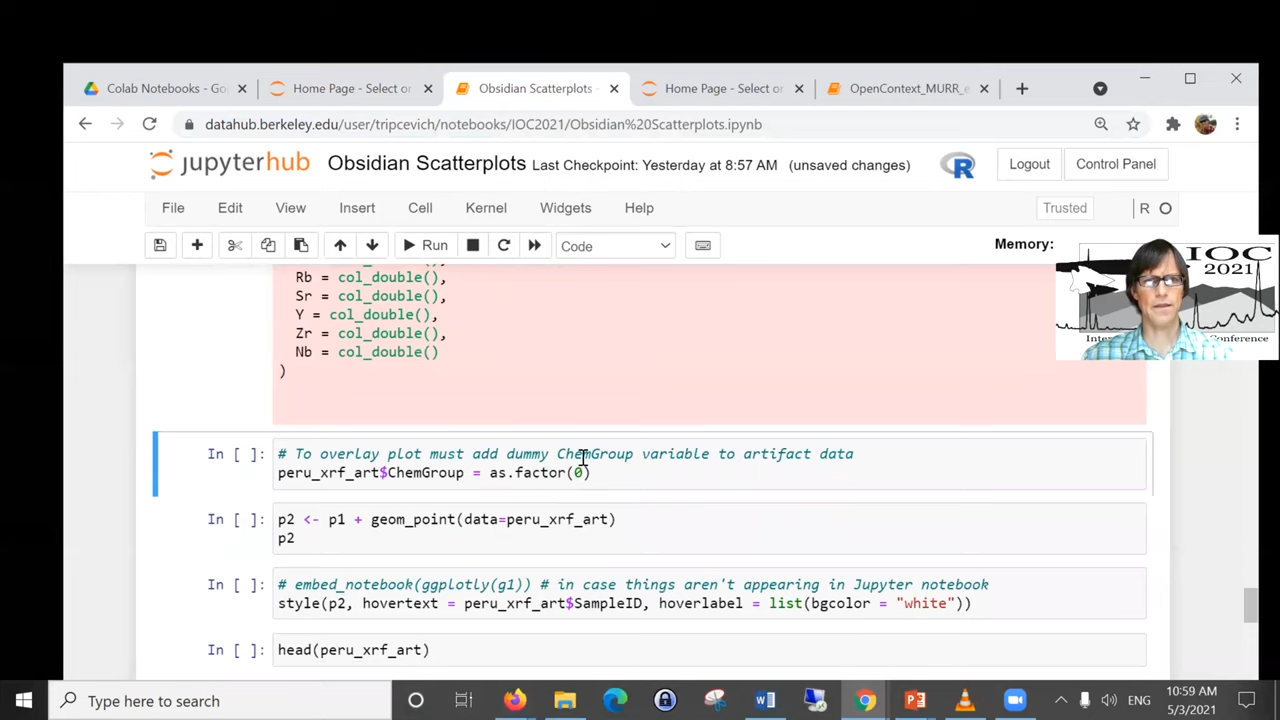 Colab Notebooks - Go
Home Page - Select or
Obsidian Scatterplots -
Home Page - Select or
OpenContext_MURR_e
datahub.berkeley.edu/user/tripcevich/notebooks/IOC2021/Obsidian%20Scatterplots.ipynb
jupyterhub Obsidian Scatterplots Last Checkpoint: Yesterday at 8:57 AM (unsaved changes)
Logout
Control Panel
File Edit View Insert Cell Kernel Widgets Help
Trusted
R
Run
Code
Memory:
IOC
2021
Rb = col_double(),
Sr = col_double(),
Y = col_double(),
Zr = col_double(),
Nb = col_double()
)
In [ ]: # To overlay plot must add dummy ChemGroup variable to artifact data
peru_xrf_art$ChemGroup = as.factor(0)
In [ ]: p2 <- p1 + geom_point(data=peru_xrf_art)
p2
In [ ]: # embed_notebook(ggplotly(g1)) # in case things aren't appearing in Jupyter notebook
style(p2, hovertext = peru_xrf_art$SampleID, hoverlabel = list(bgcolor = "white"))
In [ ]: head(peru_xrf_art)
Type here to search
ENG
10:59 AM
5/3/2021